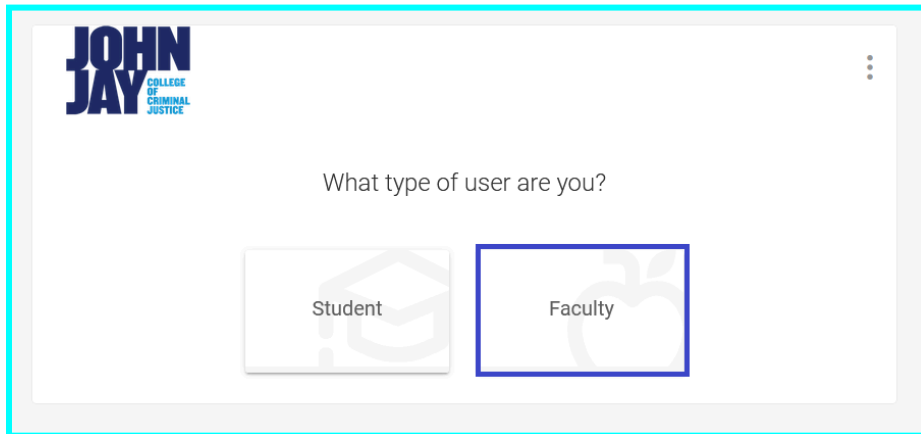 JOHN
JAY
COLLEGE
OF
CRIMINAL
JUSTICE
What type of user are you?
Student
Faculty